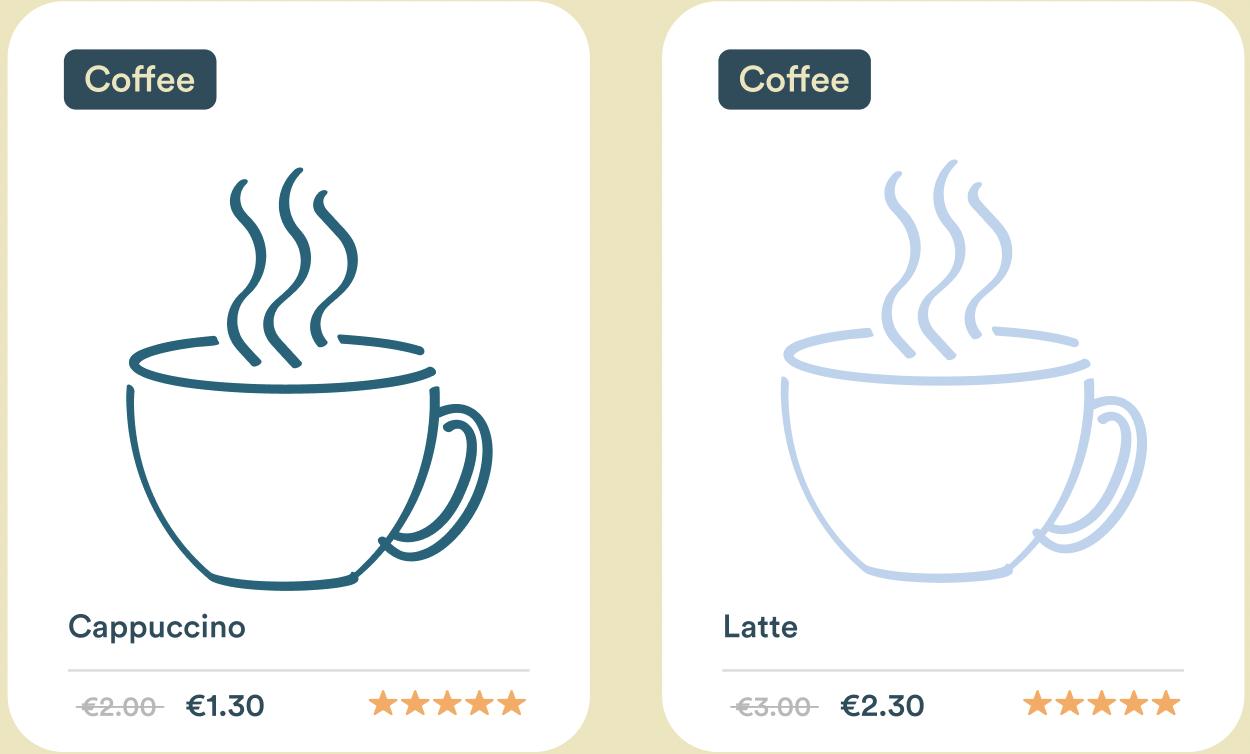 Coffee
Cappuccino
€2.00 €1.30
Coffee
Latte
€3.00 €2.30